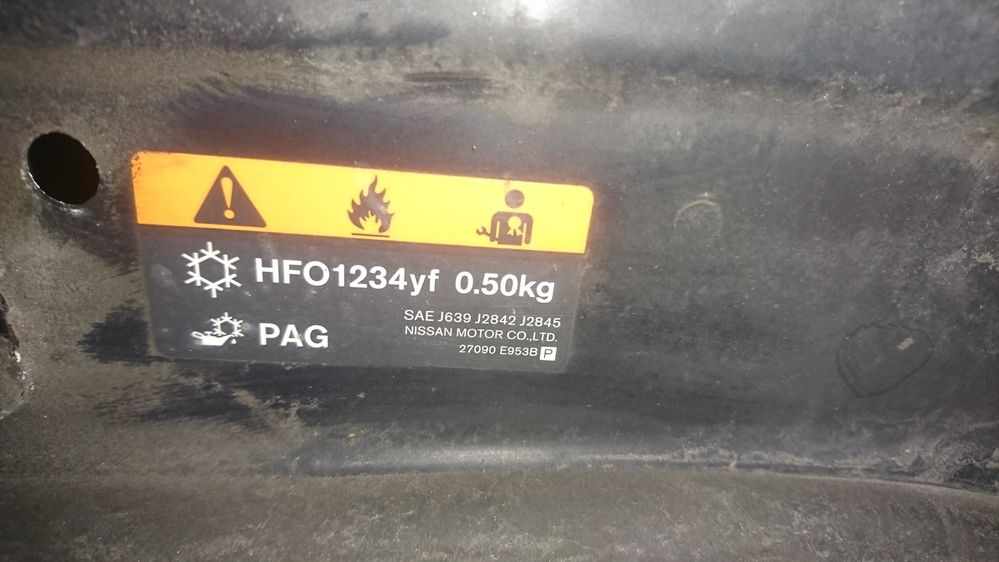 HFO1234yf 0.50kg
SAE J639 J2842 J2845
NISSAN MOTOR CO.,LTD.
PAG
27090 E953B P